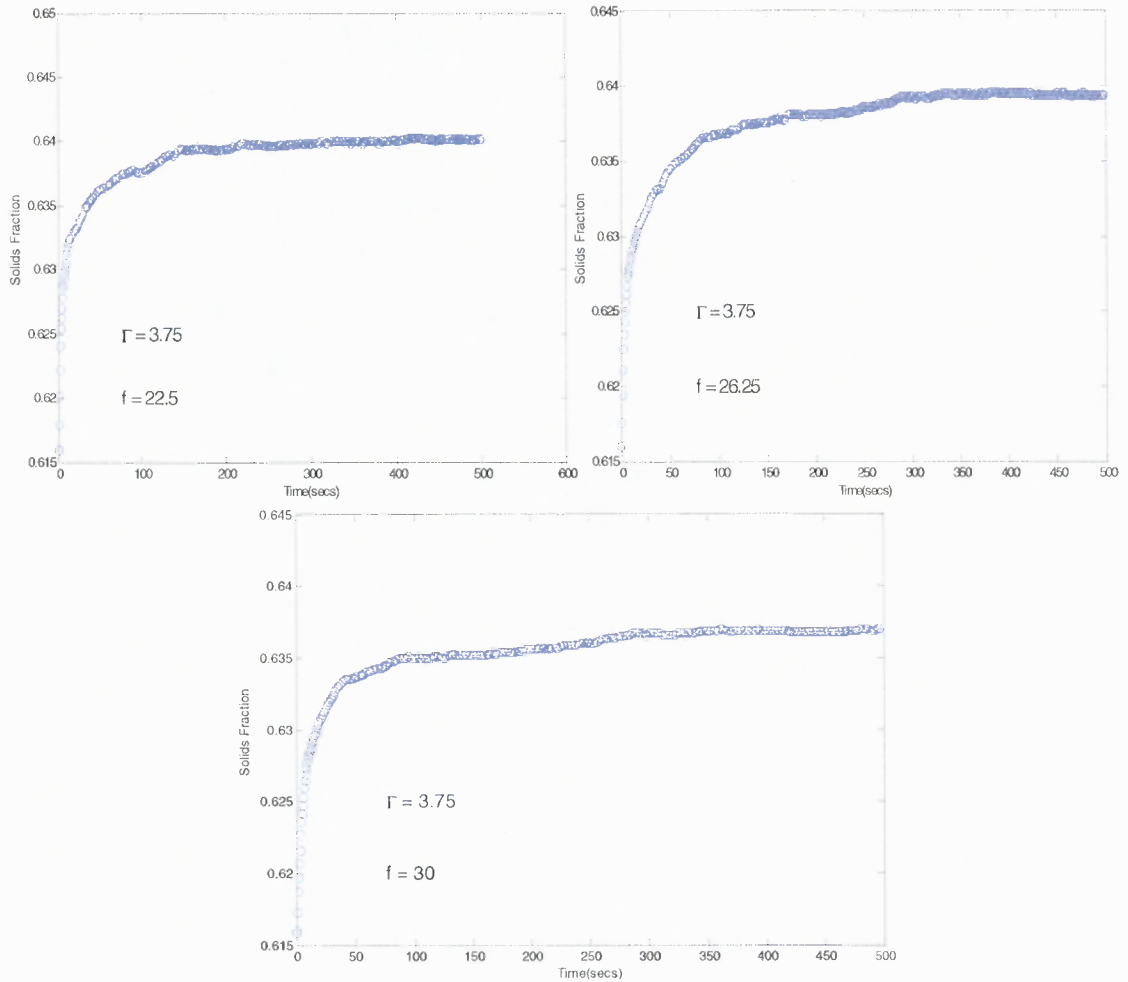 0.65
0.645
0.64
0.635
0.63
0.625
0.62
0.615
Solids Fraction
Γ = 3.75
f = 22.5
0 100 200 300 400 500 600
Time(secs)
0.645
0.64
0.635
0.63
0.625
0.62
0.615
Solids Fraction
Γ = 3.75
f = 26.25
0 50 100 150 200 250 300 350 400 450 500
Time(secs)
0.645
0.64
0.635
0.63
0.625
0.62
0.615
Solids Fraction
Γ = 3.75
f = 30
0 50 100 150 200 250 300 350 400 450 500
Time(secs)